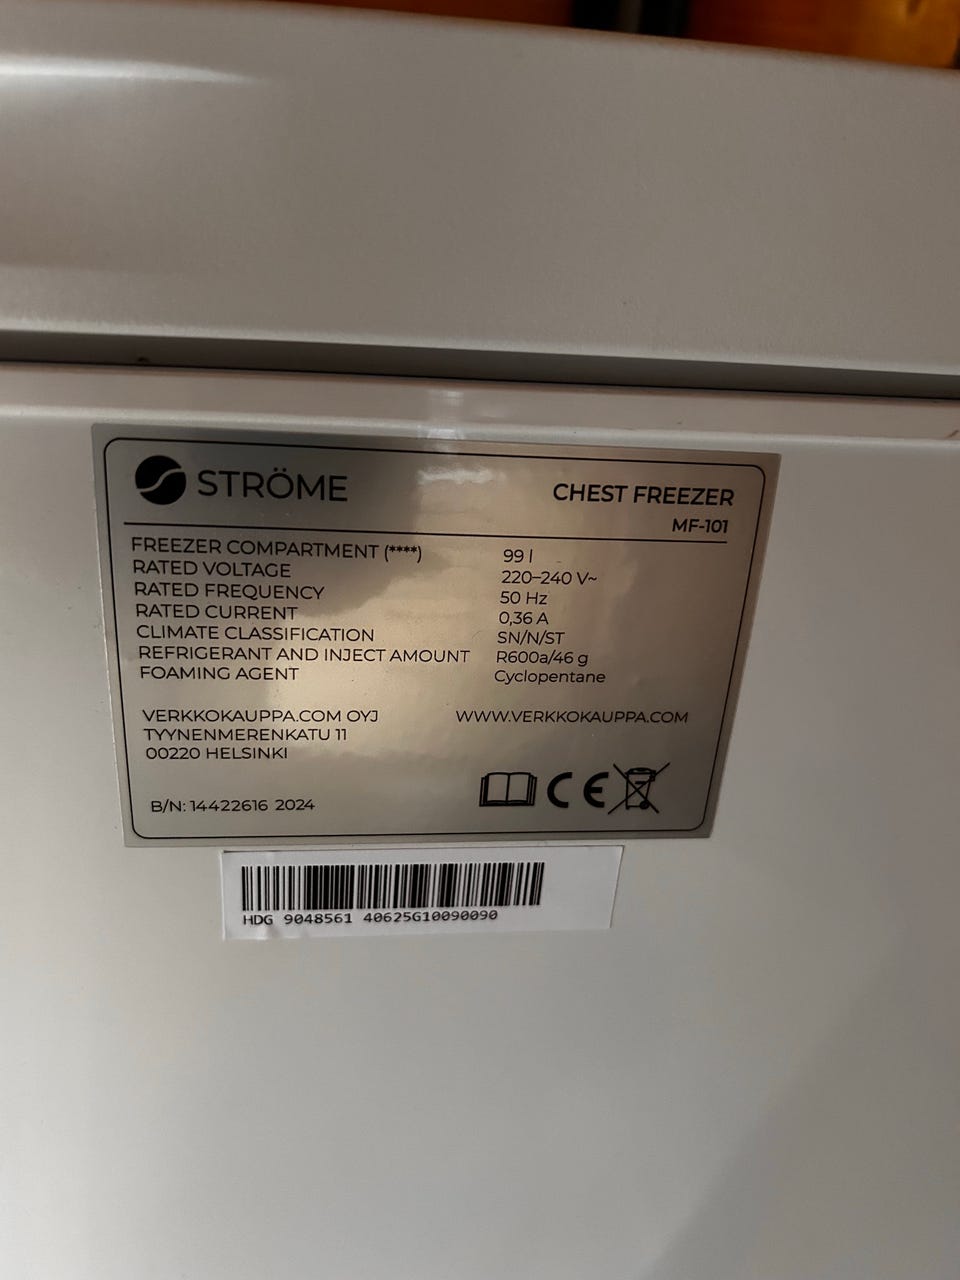 STRÖME
CHEST FREEZER
MF-101
FREEZER COMPARTMENT (****) 99 l
RATED VOLTAGE 220–240 V~
RATED FREQUENCY 50 Hz
RATED CURRENT 0,36 A
CLIMATE CLASSIFICATION SN/N/ST
REFRIGERANT AND INJECT AMOUNT R600a/46 g
FOAMING AGENT Cyclopentane
VERKKOKAUPPA.COM OYJ WWW.VERKKOKAUPPA.COM
TYYNENMERENKATU 11
00220 HELSINKI
B/N: 14422616 2024
CE
HDG 9048561 40625G10090090